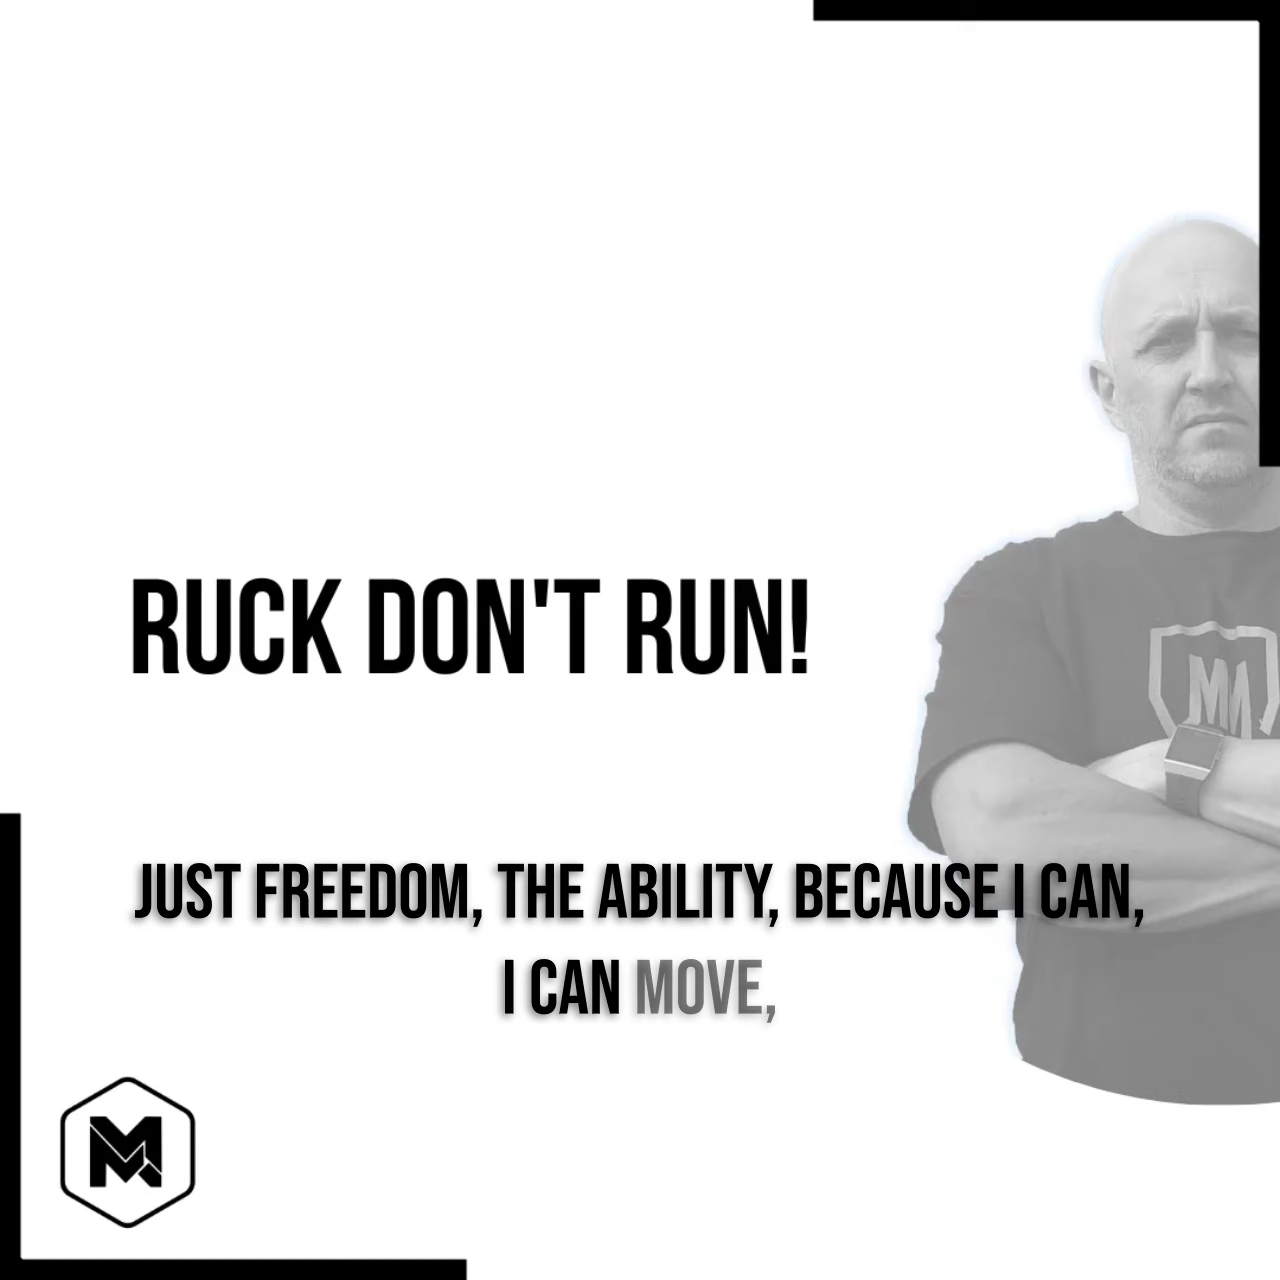 RUCK DON'T RUN!
JUST FREEDOM, THE ABILITY, BECAUSE I CAN,
I CAN MOVE,